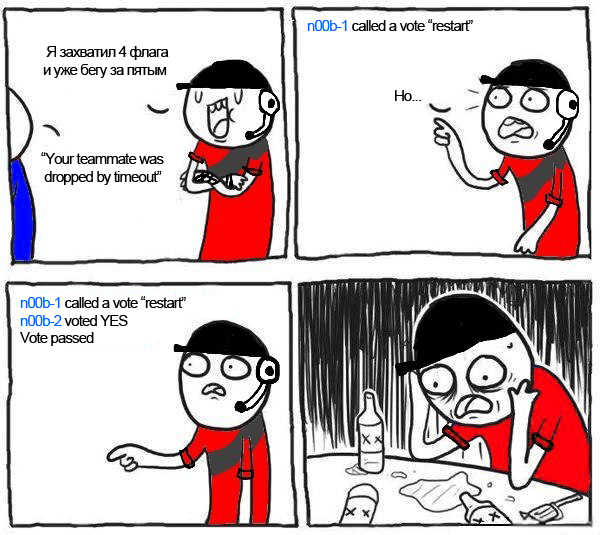 Я захватил 4 флага
и уже бегу за пятым
“Your teammate was
dropped by timeout”
n00b-1 called a vote “restart”
Но...
n00b-1 called a vote “restart”
n00b-2 voted YES
Vote passed
x x
x x
x x